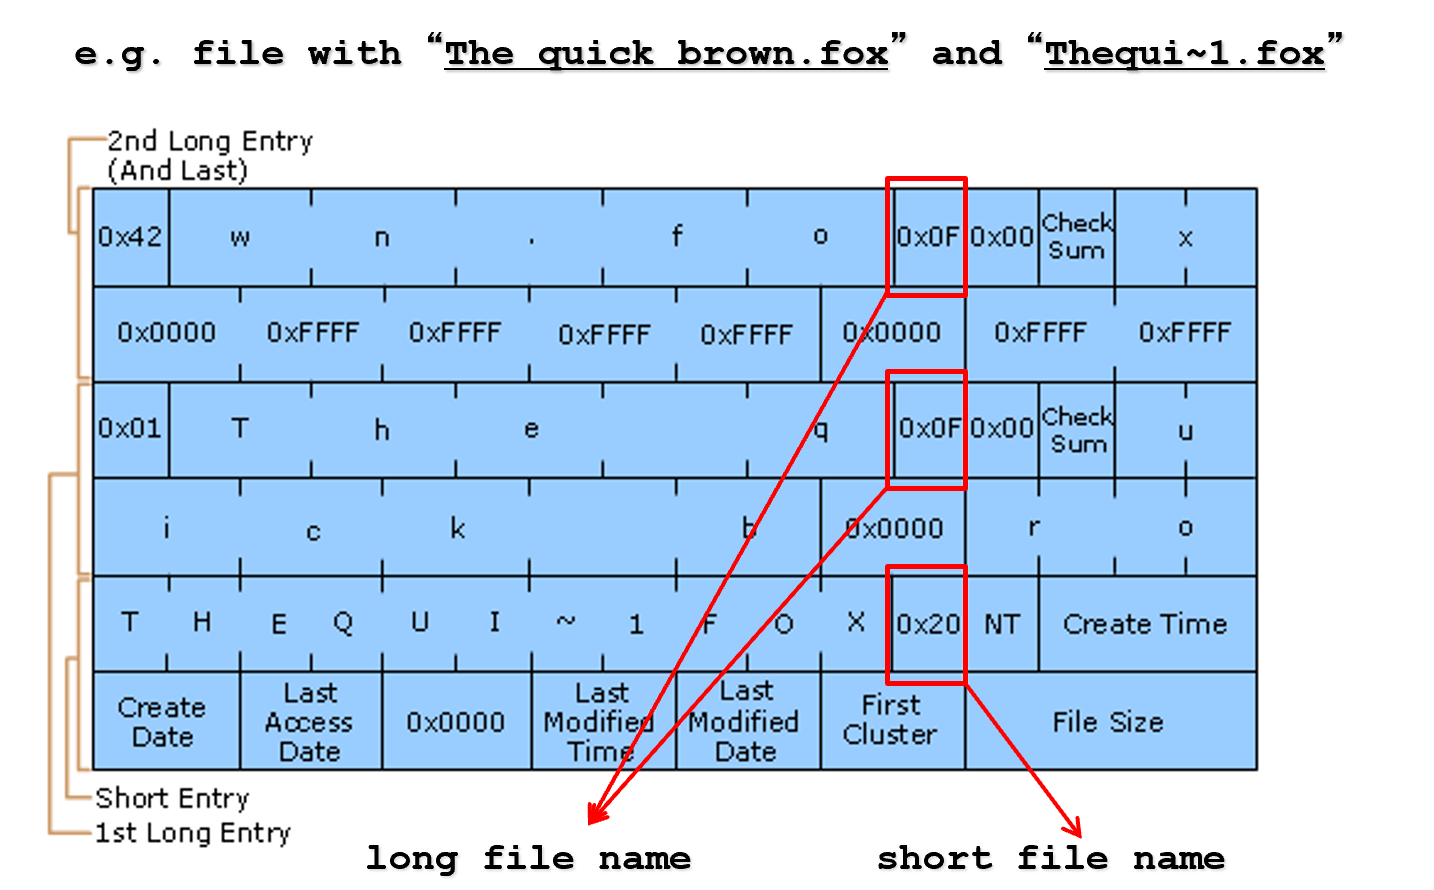 e.g. file with “The quick brown.fox” and “Thequi~1.fox”
2nd Long Entry
(And Last)
0x42 w n . f o 0x0F 0x00 Check Sum x
0x0000 0xFFFF 0xFFFF 0xFFFF 0xFFFF 0x0000 0xFFFF 0xFFFF
0x01 T h e q 0x0F 0x00 Check Sum u
i c k b 0x0000 r o
T H E Q U I ~ 1 F O X 0x20 NT Create Time
Create Date Last Access Date 0x0000 Last Modified Time Last Modified Date First Cluster File Size
Short Entry
1st Long Entry
long file name short file name